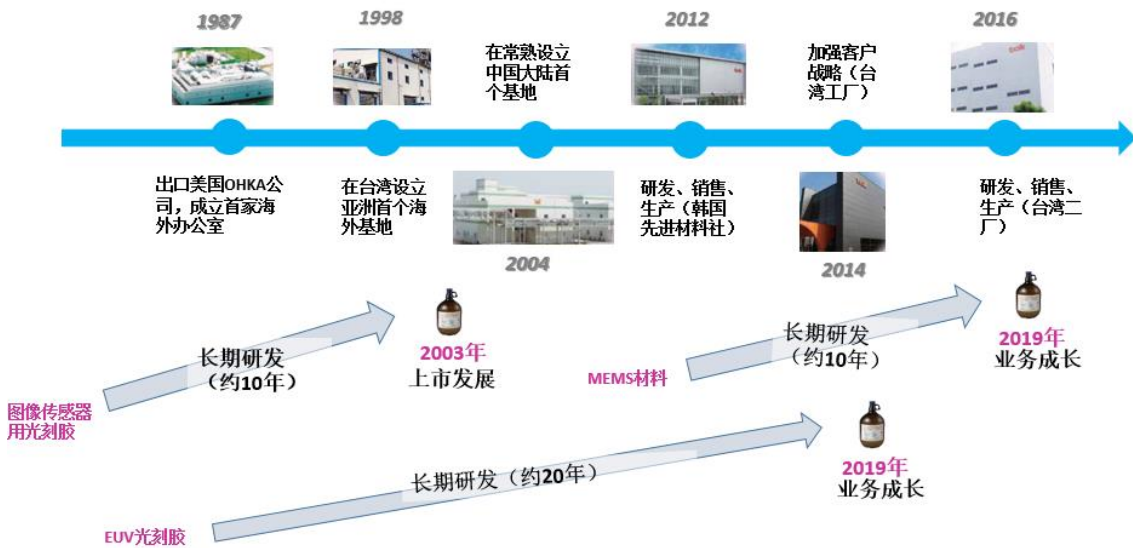 1987
1998
在常熟设立
中国大陆首
个基地
2012
加强客户
战略（台
湾工厂）
2016
出口美国OHKA公
司，成立首家海
外办公室
在台湾设立
亚洲首个海
外基地
2004
研发、销售、
生产（韩国
先进材料社）
2014
研发、销售、
生产（台湾二
厂）
长期研发
（约10年）
2003年
上市发展
图像传感器
用光刻胶
长期研发
（约10年）
2019年
业务成长
MEMS材料
长期研发（约20年）
2019年
业务成长
EUV光刻胶